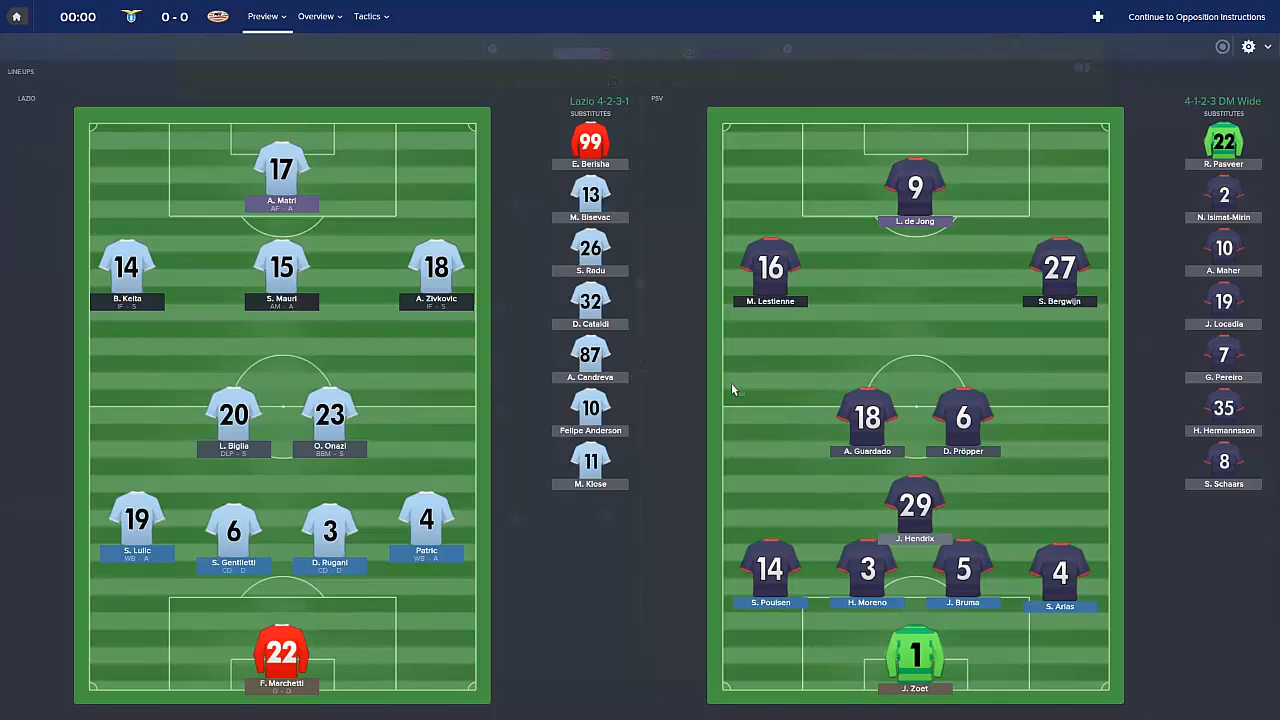 00:00 0 - 0 Preview Overview Tactics Continue to Opposition Instructions
LINEUPS
LAZIO
Lazio 4-2-3-1
SUBSTITUTES
17
A. Matri
AF - A
14
B. Keita
IF - S
15
S. Mauri
AM - A
18
A. Zivkovic
IF - S
20
L. Biglia
DLP - S
23
O. Onazi
BBM - S
19
S. Lulic
WB - A
6
S. Gentiletti
CD - D
3
D. Rugani
CD - D
4
Patric
WB - A
22
F. Marchetti
G - D
99
E. Berisha
13
M. Bisevac
26
S. Radu
32
D. Cataldi
87
A. Candreva
10
Felipe Anderson
11
M. Klose
PSV
4-1-2-3 DM Wide
SUBSTITUTES
9
L. de Jong
16
M. Lestienne
27
S. Bergwijn
18
A. Guardado
6
D. Pröpper
29
J. Hendrix
14
S. Poulsen
3
H. Moreno
5
J. Bruma
4
S. Arias
1
J. Zoet
22
R. Pasveer
2
N. Isimat-Mirin
10
A. Maher
19
J. Locadia
7
G. Pereiro
35
H. Hermannsson
8
S. Schaars